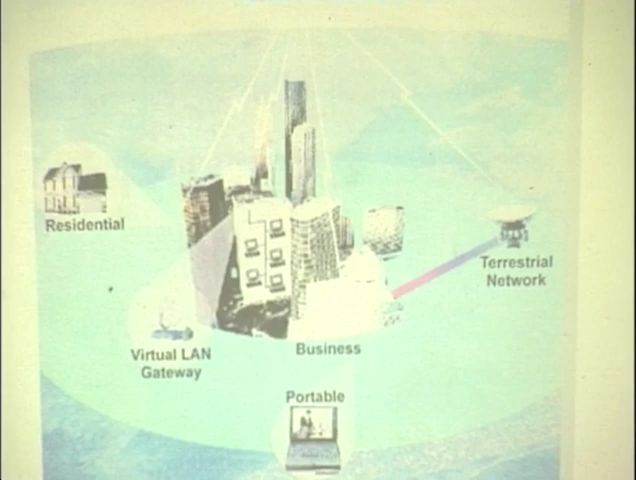 Residential
Terrestrial
Network
Virtual LAN
Gateway
Business
Portable